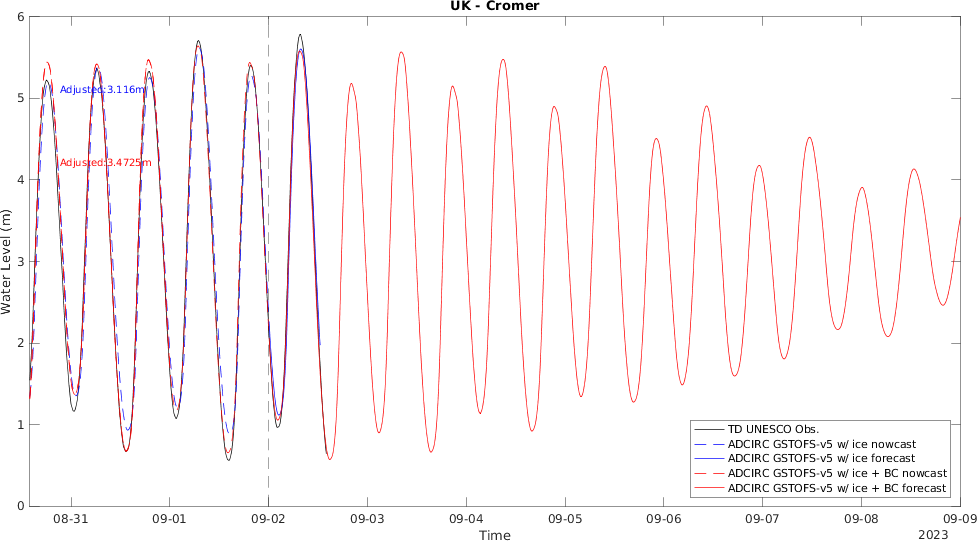 UK - Cromer
6
5
4
3
2
1
0
Water Level (m)
Adjusted:3.116m
Adjusted:3.4725m
TD UNESCO Obs.
ADCIRC GSTOFS-v5 w/ ice nowcast
ADCIRC GSTOFS-v5 w/ ice forecast
ADCIRC GSTOFS-v5 w/ ice + BC nowcast
ADCIRC GSTOFS-v5 w/ ice + BC forecast
08-31 09-01 09-02 09-03 09-04 09-05 09-06 09-07 09-08 09-09
Time
2023